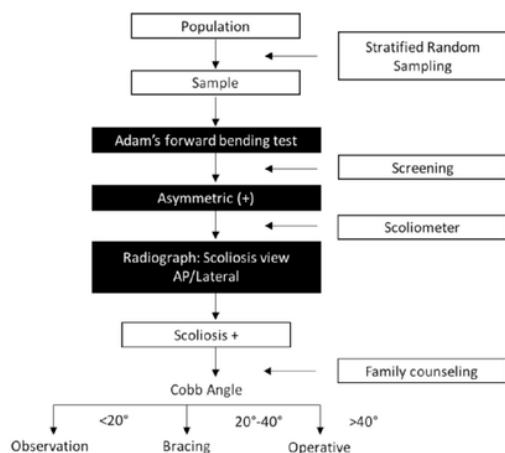 Population
Stratified Random
Sampling
Sample
Adam's forward bending test
Screening
Asymmetric (+)
Scoliometer
Radiograph: Scoliosis view
AP/Lateral
Scoliosis +
Family counseling
Cobb Angle
<20° 20°-40° >40°
Observation Bracing Operative